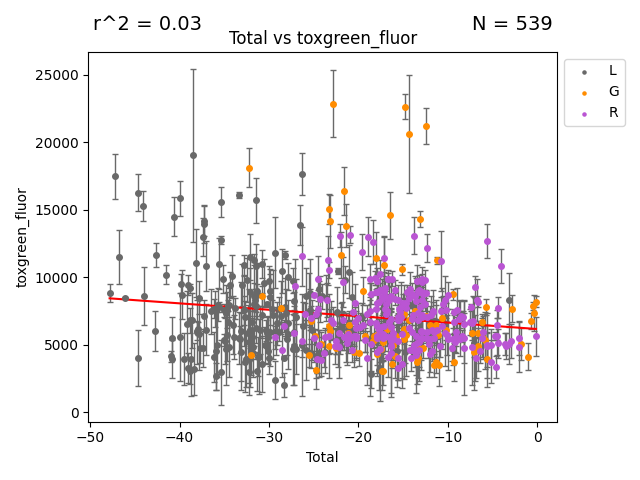 r^2 = 0.03
N = 539
Total vs toxgreen_fluor
25000
20000
15000
10000
5000
0
toxgreen_fluor
−50
−40
−30
−20
−10
0
Total
L
G
R